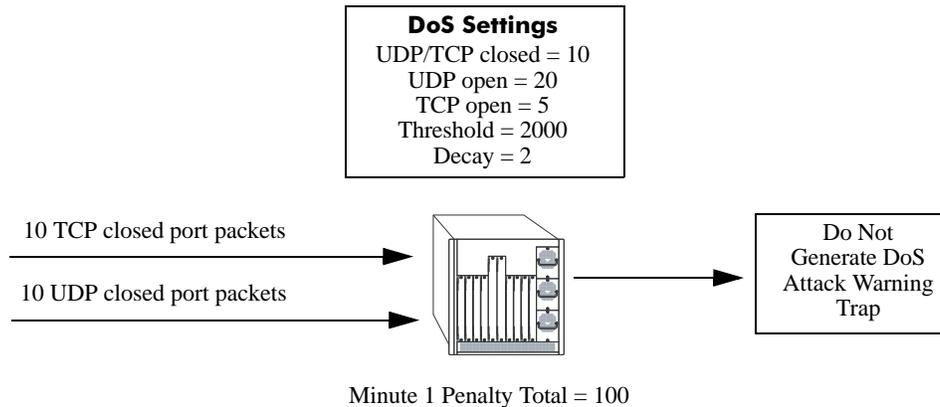 DoS Settings
UDP/TCP closed = 10
UDP open = 20
TCP open = 5
Threshold = 2000
Decay = 2
10 TCP closed port packets
10 UDP closed port packets
Do Not
Generate DoS
Attack Warning
Trap
Minute 1 Penalty Total = 100